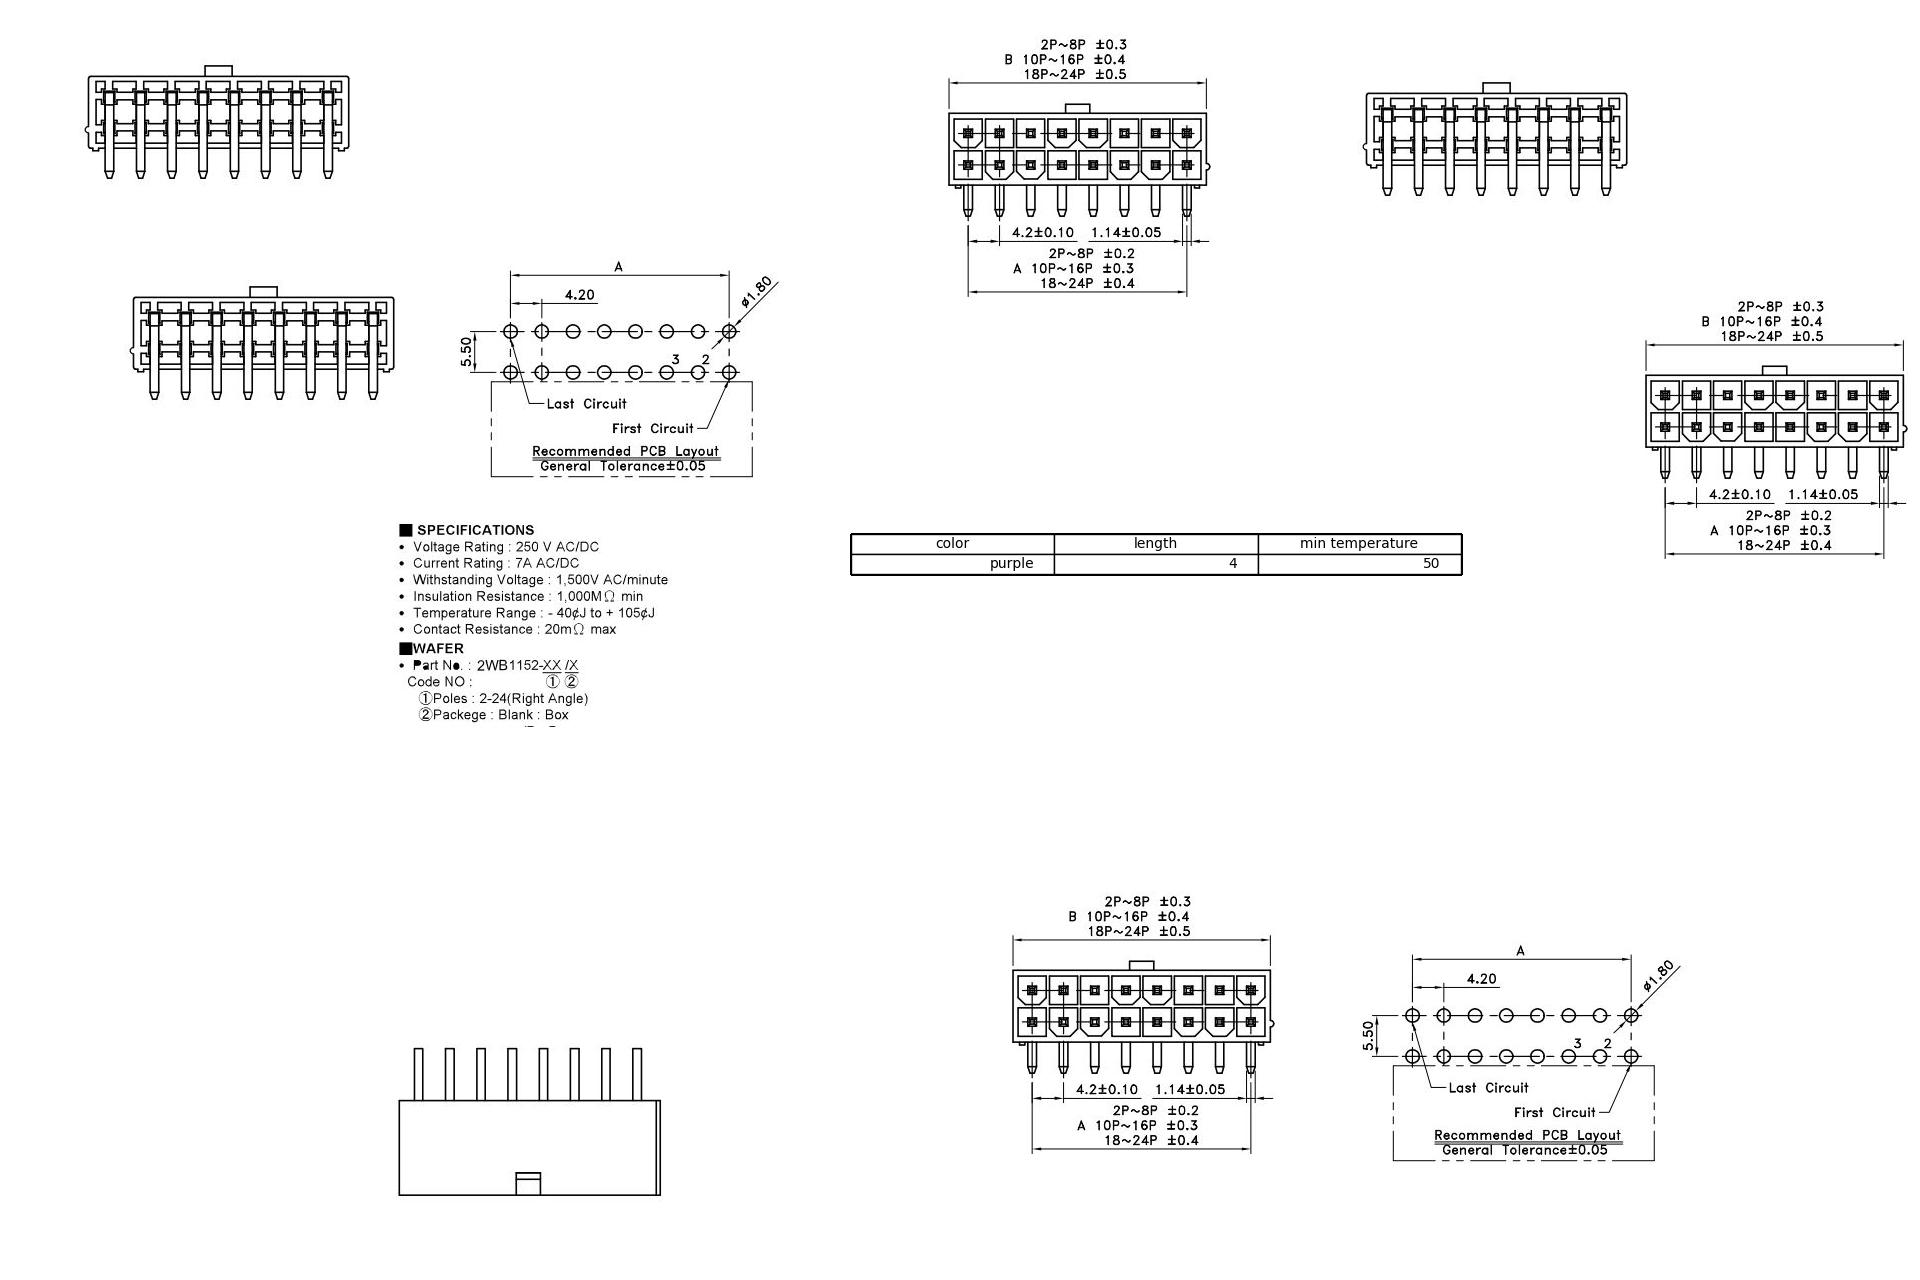 2P~8P ±0.3
B 10P~16P ±0.4
18P~24P ±0.5
4.2±0.10 1.14±0.05
2P~8P ±0.2
A 10P~16P ±0.3
18~24P ±0.4
A
4.20
ø1.80
5.50
3 2
Last Circuit
First Circuit
Recommended PCB Layout
General Tolerance±0.05
2P~8P ±0.3
B 10P~16P ±0.4
18P~24P ±0.5
4.2±0.10 1.14±0.05
2P~8P ±0.2
A 10P~16P ±0.3
18~24P ±0.4
■ SPECIFICATIONS
• Voltage Rating : 250 V AC/DC
• Current Rating : 7A AC/DC
• Withstanding Voltage : 1,500V AC/minute
• Insulation Resistance : 1,000MΩ min
• Temperature Range : - 40¢J to + 105¢J
• Contact Resistance : 20mΩ max
■WAFER
• Part No. : 2WB1152-XX /X
Code NO : ① ②
①Poles : 2-24(Right Angle)
②Packege : Blank : Box
color length min temperature
purple 4 50
2P~8P ±0.3
B 10P~16P ±0.4
18P~24P ±0.5
4.2±0.10 1.14±0.05
2P~8P ±0.2
A 10P~16P ±0.3
18~24P ±0.4
A
4.20
ø1.80
5.50
3 2
Last Circuit
First Circuit
Recommended PCB Layout
General Tolerance±0.05